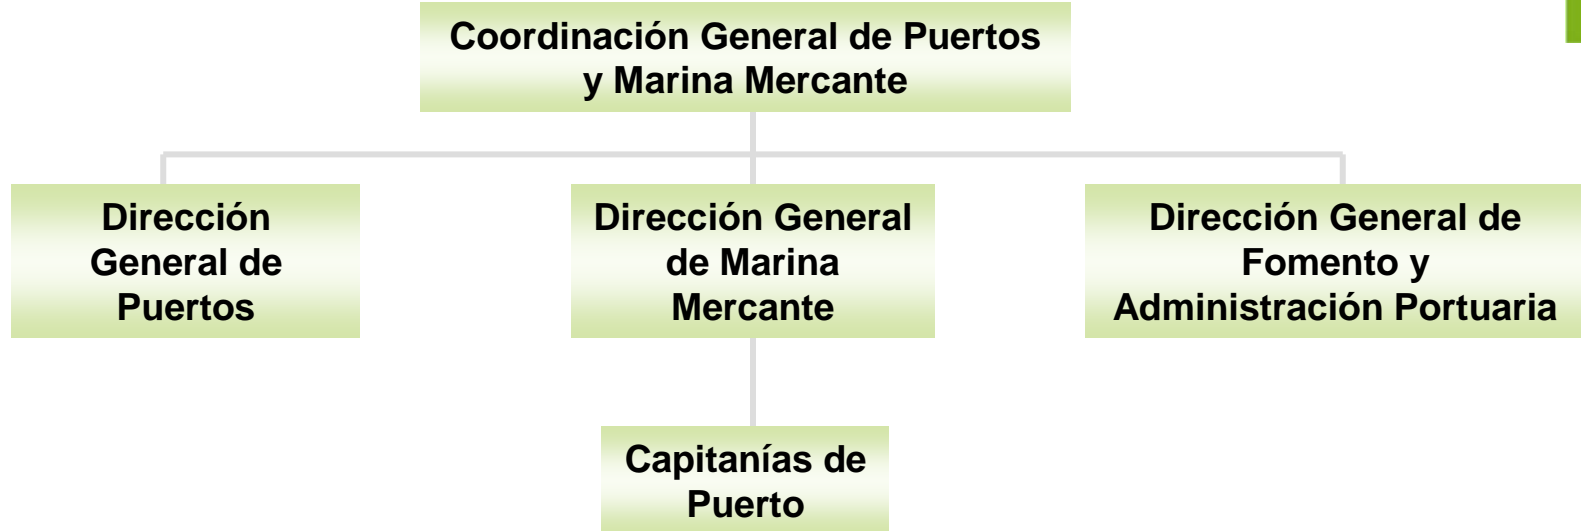 Coordinación General de Puertos
y Marina Mercante
Dirección
General de
Puertos
Dirección General
de Marina
Mercante
Dirección General de
Fomento y
Administración Portuaria
Capitanías de
Puerto